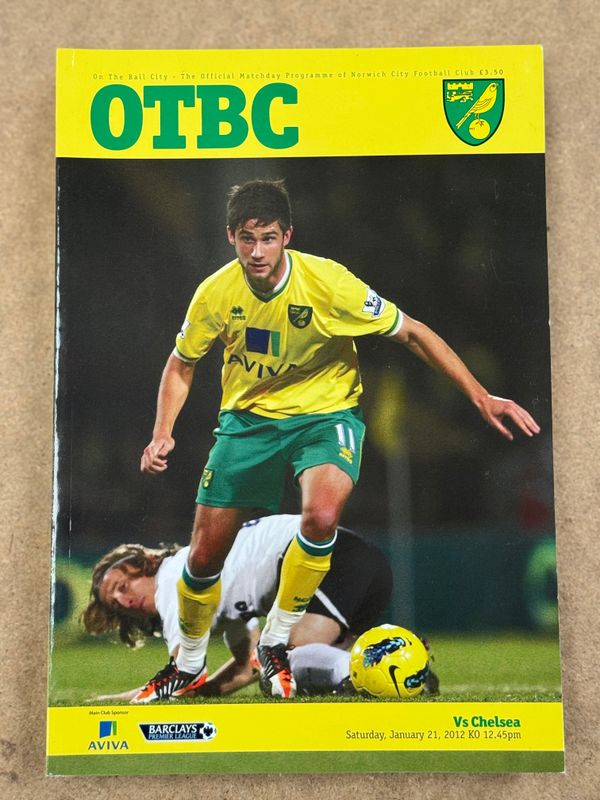 On The Ball City - The Official Matchday Programme of Norwich City Football Club £3.50
OTBC
AVIVA
11
Main Club Sponsor
AVIVA
BARCLAYS
PREMIER LEAGUE
Vs Chelsea
Saturday, January 21, 2012 KO 12.45pm